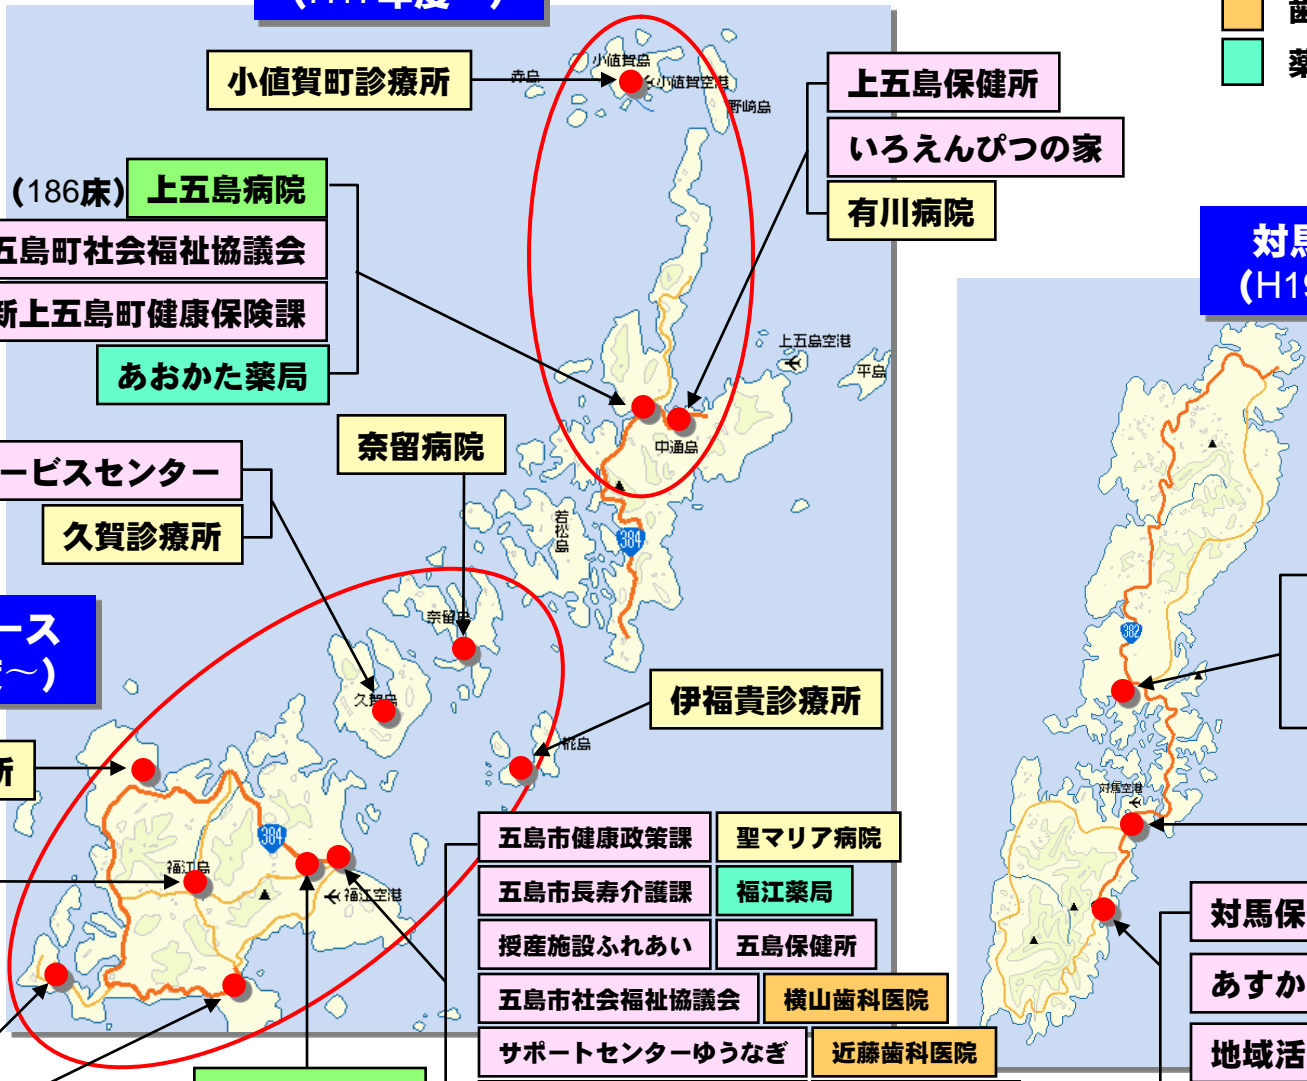 小値賀町診療所
小値賀島
赤島
小値賀空港
野崎島
上五島保健所
いろえんぴつの家
有川病院
(186床)
上五島病院
五島町社会福祉協議会
新上五島町健康保険課
あおかた薬局
対馬
(H19
上五島空港
平島
中通島
奈留病院
ービスセンター
久賀診療所
若松島
384
382
ース
～)
奈留島
久賀島
伊福貴診療所
椛島
所
384
福江島
福江空港
対馬空港
五島市健康政策課
聖マリア病院
五島市長寿介護課
福江薬局
授産施設ふれあい
五島保健所
五島市社会福祉協議会
横山歯科医院
サポートセンターゆうなぎ
近藤歯科医院
対馬保
あすか
地域活